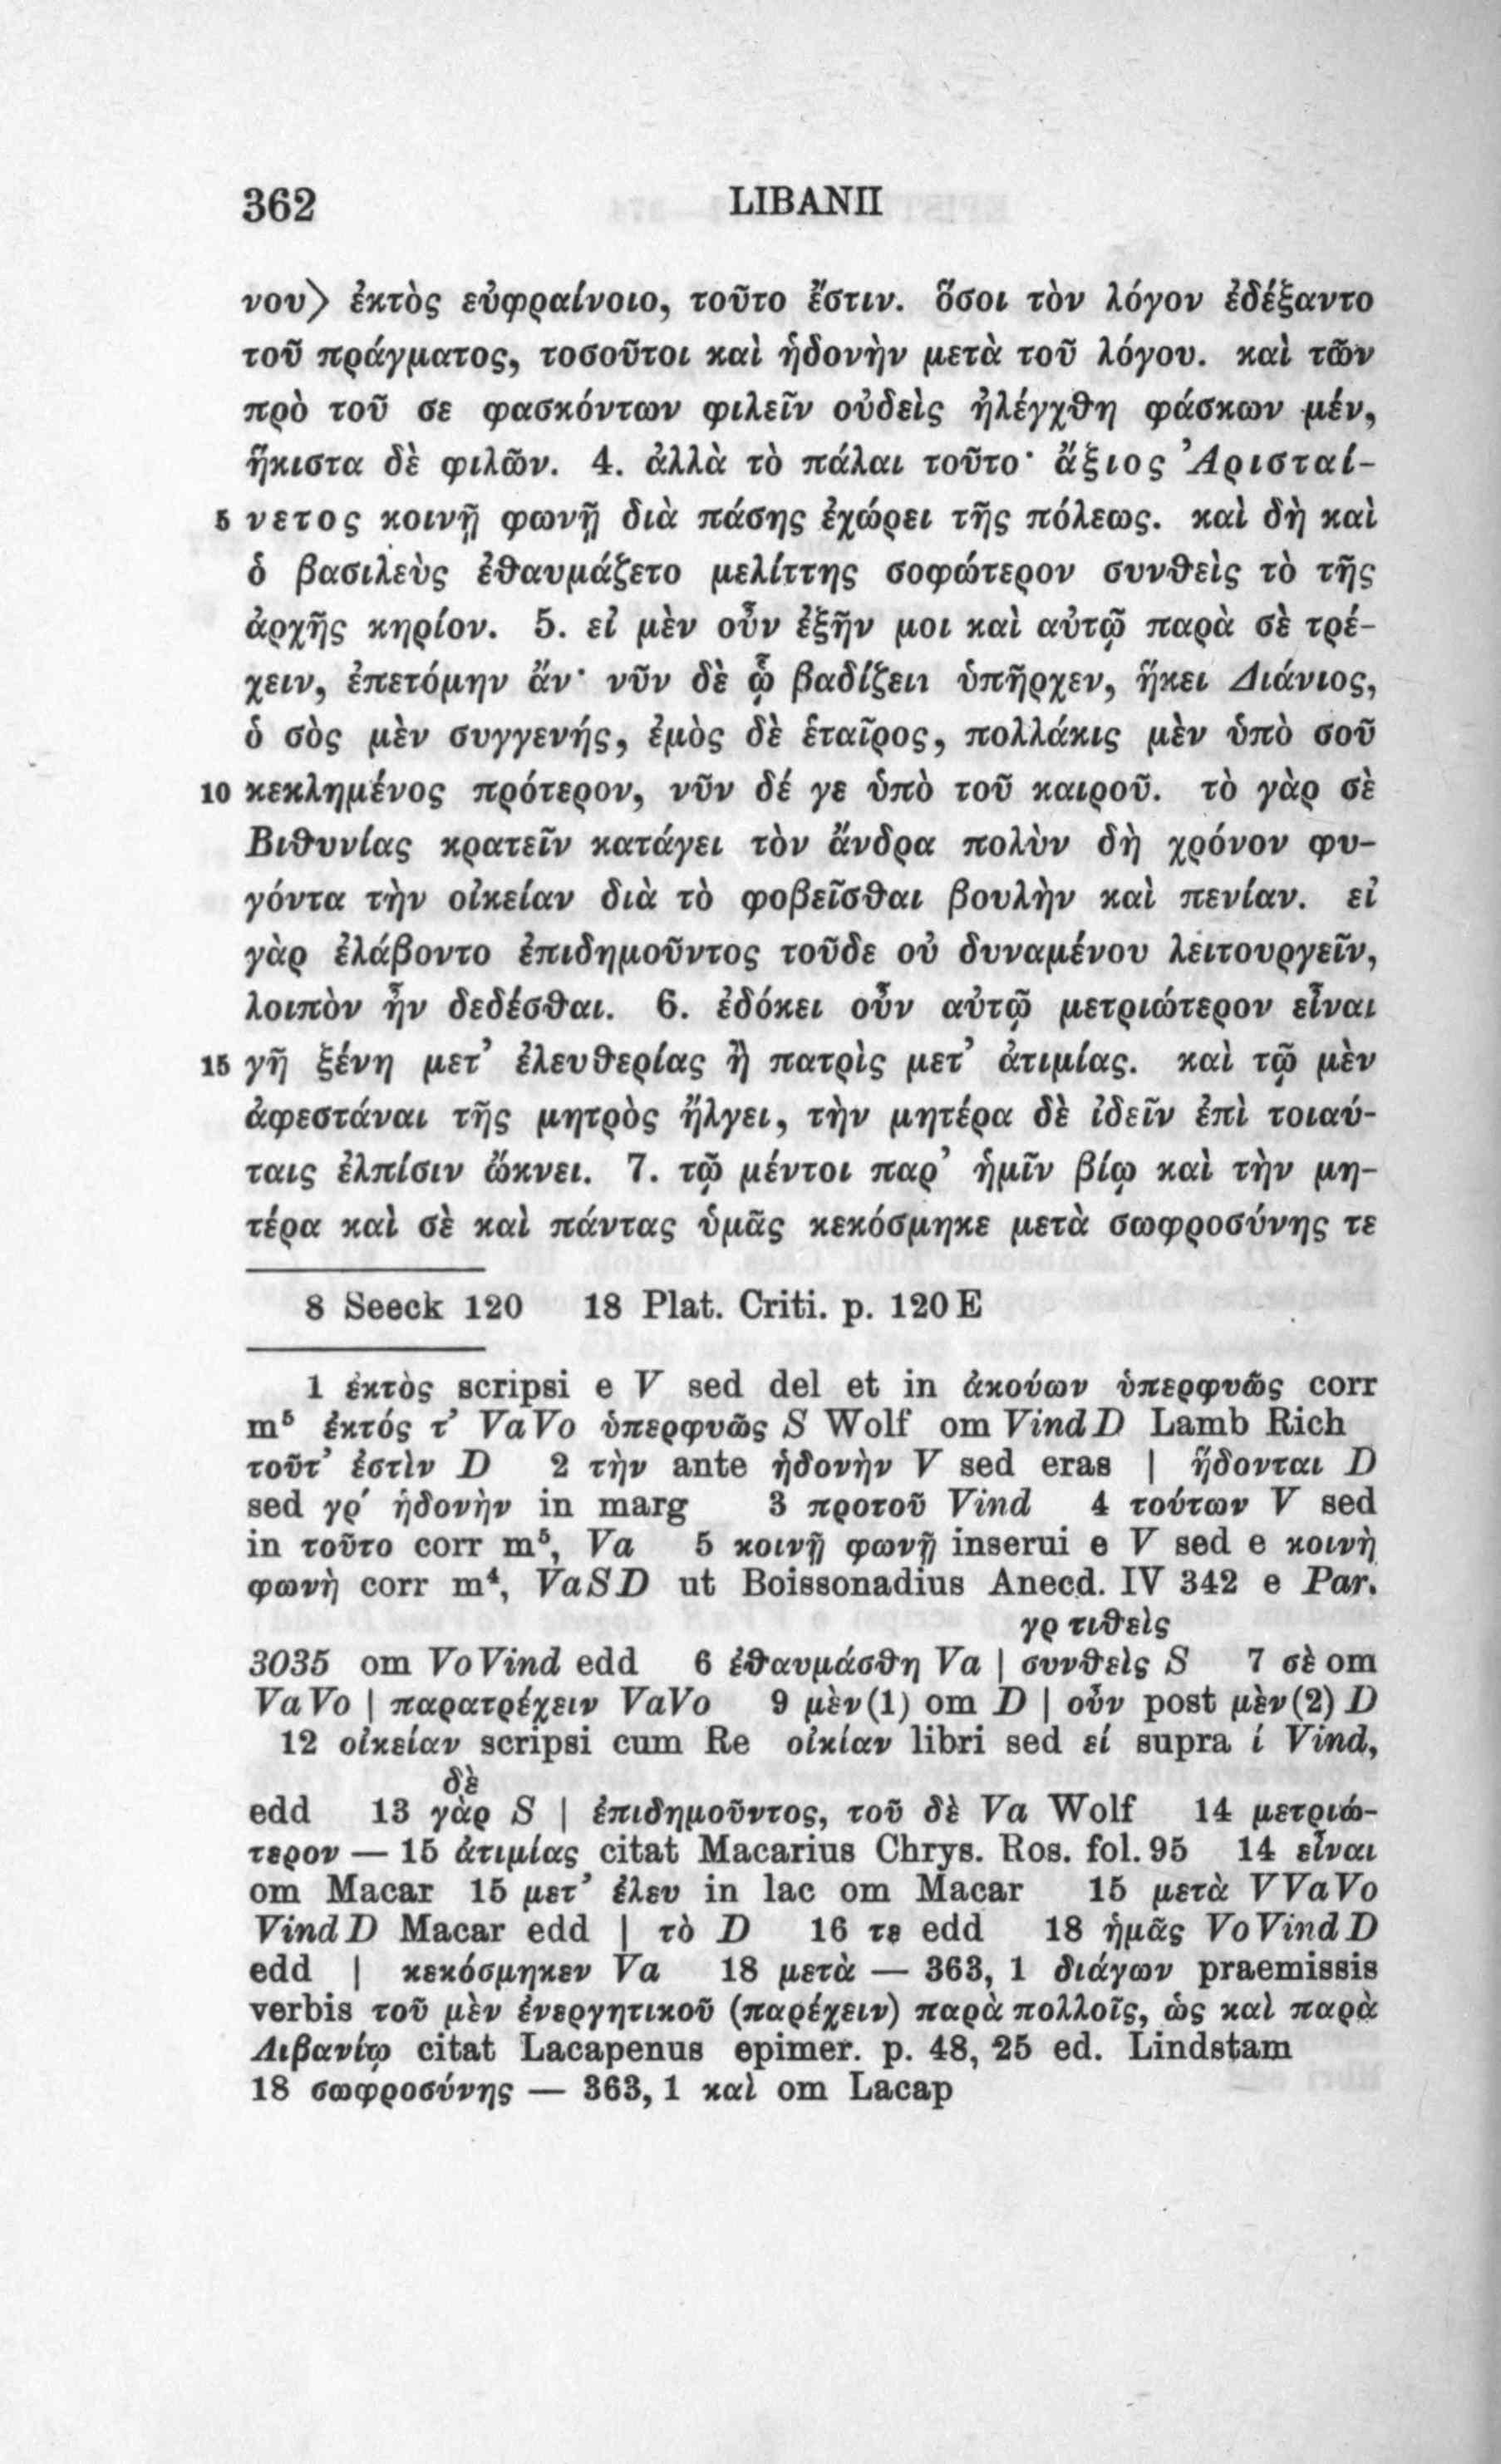 362 LIBANII
νου⟩ ἐκτὸς εὐφραίνοιο, τοῦτο ἔστιν. ὅσοι τὸν λόγον ἐδέξαντο
τοῦ πράγματος, τοσοῦτοι καὶ ἡδονὴν μετὰ τοῦ λόγου. καὶ τῶν
πρὸ τοῦ σε φασκόντων φιλεῖν οὐδεὶς ἠλέγχθη φάσκων μέν,
ἥκιστα δὲ φιλῶν. 4. ἀλλὰ τὸ πάλαι τοῦτο· ἄξιος Ἀρισταί-
5 νετος κοινῇ φωνῇ διὰ πάσης ἐχώρει τῆς πόλεως. καὶ δὴ καὶ
ὁ βασιλεὺς ἐθαυμάζετο μελίττης σοφώτερον συνθεὶς τὸ τῆς
ἀρχῆς κηρίον. 5. εἰ μὲν οὖν ἐξῆν μοι καὶ αὐτῷ παρὰ σὲ τρέ-
χειν, ἐπετόμην ἄν· νῦν δὲ ᾧ βαδίζειν ὑπῆρχεν, ἥκει Διάνιος,
ὁ σὸς μὲν συγγενής, ἐμὸς δὲ ἑταῖρος, πολλάκις μὲν ὑπὸ σοῦ
10 κεκλημένος πρότερον, νῦν δέ γε ὑπὸ τοῦ καιροῦ. τὸ γὰρ σὲ
Βιθυνίας κρατεῖν κατάγει τὸν ἄνδρα πολὺν δὴ χρόνον φυ-
γόντα τὴν οἰκείαν διὰ τὸ φοβεῖσθαι βουλὴν καὶ πενίαν. εἰ
γὰρ ἐλάβοντο ἐπιδημοῦντος τοῦδε οὐ δυναμένου λειτουργεῖν,
λοιπὸν ἦν δεδέσθαι. 6. ἐδόκει οὖν αὐτῷ μετριώτερον εἶναι
15 γῆ ξένη μετ’ ἐλευθερίας ἢ πατρὶς μετ’ ἀτιμίας. καὶ τῷ μὲν
ἀφεστάναι τῆς μητρὸς ἤλγει, τὴν μητέρα δὲ ἰδεῖν ἐπὶ τοιαύ-
ταις ἐλπίσιν ὤκνει. 7. τῷ μέντοι παρ’ ἡμῖν βίῳ καὶ τὴν μη-
τέρα καὶ σὲ καὶ πάντας ὑμᾶς κεκόσμηκε μετὰ σωφροσύνης τε
8 Seeck 120 18 Plat. Criti. p. 120 E
1 ἐκτὸς scripsi e V sed del et in ἀκούων ὑπερφυῶς corr
m⁵ ἐκτός τ’ VaVo ὑπερφυῶς S Wolf om Vind D Lamb Rich
τοῦτ’ ἐστὶν D 2 τὴν ante ἡδονὴν V sed eras | ἥδονται D
sed γρ΄ ἡδονὴν in marg 3 προτοῦ Vind 4 τούτων V sed
in τοῦτο corr m⁵, Va 5 κοινῇ φωνῇ inserui e V sed e κοινὴ
φωνὴ corr m⁴, VaSD ut Boissonadius Anecd. IV 342 e Par.
γρ τιθεὶς
3035 om VoVind edd 6 ἐθαυμάσθη Va | συνθεὶς S 7 σὲ om
VaVo | παρατρέχειν VaVo 9 μὲν(1) om D | οὖν post μὲν(2) D
12 οἰκείαν scripsi cum Re οἰκίαν libri sed εί supra ί Vind,
δὲ
edd 13 γὰρ S | ἐπιδημοῦντος, τοῦ δὲ Va Wolf 14 μετριώ-
τερον — 15 ἀτιμίας citat Macarius Chrys. Ros. fol. 95 14 εἶναι
om Macar 15 μετ’ ἐλευ in lac om Macar 15 μετὰ VVaVo
Vind D Macar edd | τὸ D 16 τε edd 18 ἡμᾶς VoVind D
edd | κεκόσμηκεν Va 18 μετὰ — 363, 1 διάγων praemissis
verbis τοῦ μὲν ἐνεργητικοῦ (παρέχειν) παρὰ πολλοῖς, ὡς καὶ παρὰ
Λιβανίῳ citat Lacapenus epimer. p. 48, 25 ed. Lindstam
18 σωφροσύνης — 363, 1 καὶ om Lacap